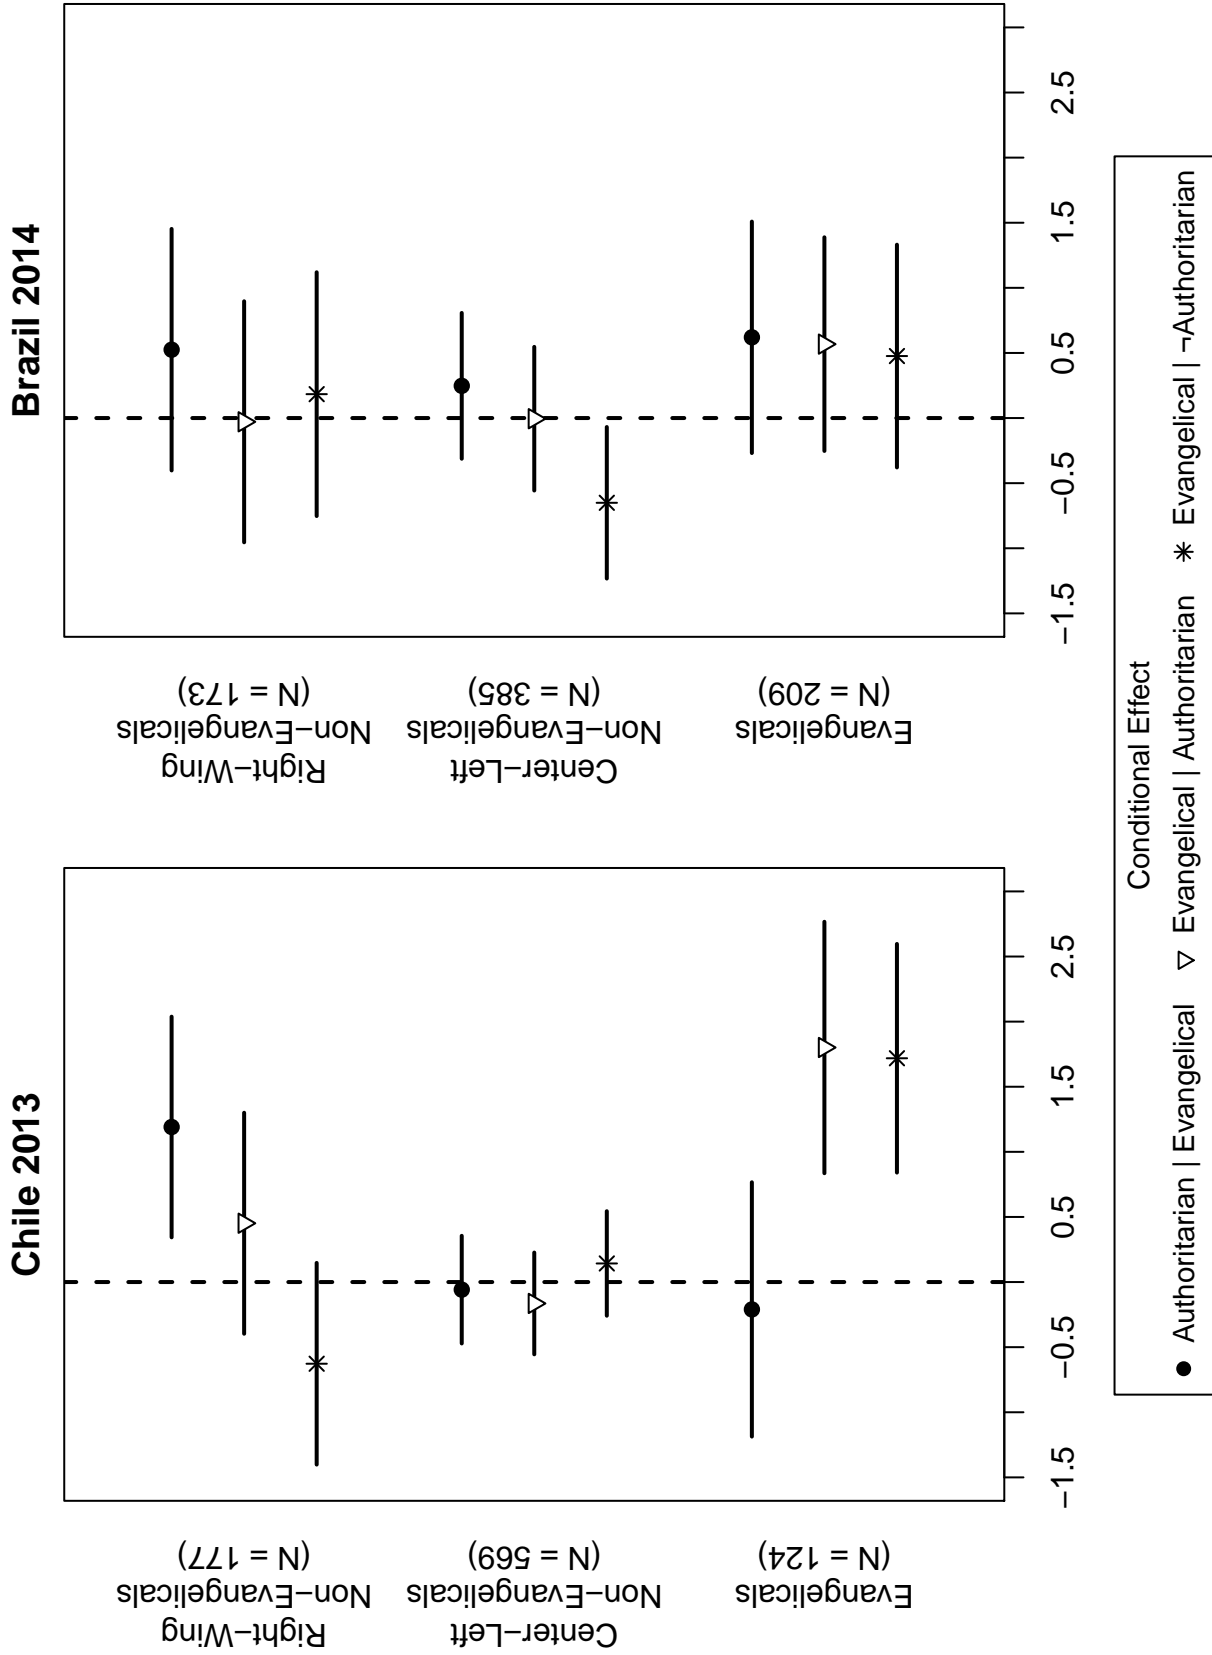 Chile 2013
Right−Wing
Non−Evangelicals
(N = 177)
Center−Left
Non−Evangelicals
(N = 569)
Evangelicals
(N = 124)
−1.5
−0.5
0.5
1.5
2.5
Brazil 2014
Right−Wing
Non−Evangelicals
(N = 173)
Center−Left
Non−Evangelicals
(N = 385)
Evangelicals
(N = 209)
−1.5
−0.5
0.5
1.5
2.5
Conditional Effect
Authoritarian | Evangelical Evangelical | Authoritarian Evangelical | ¬Authoritarian